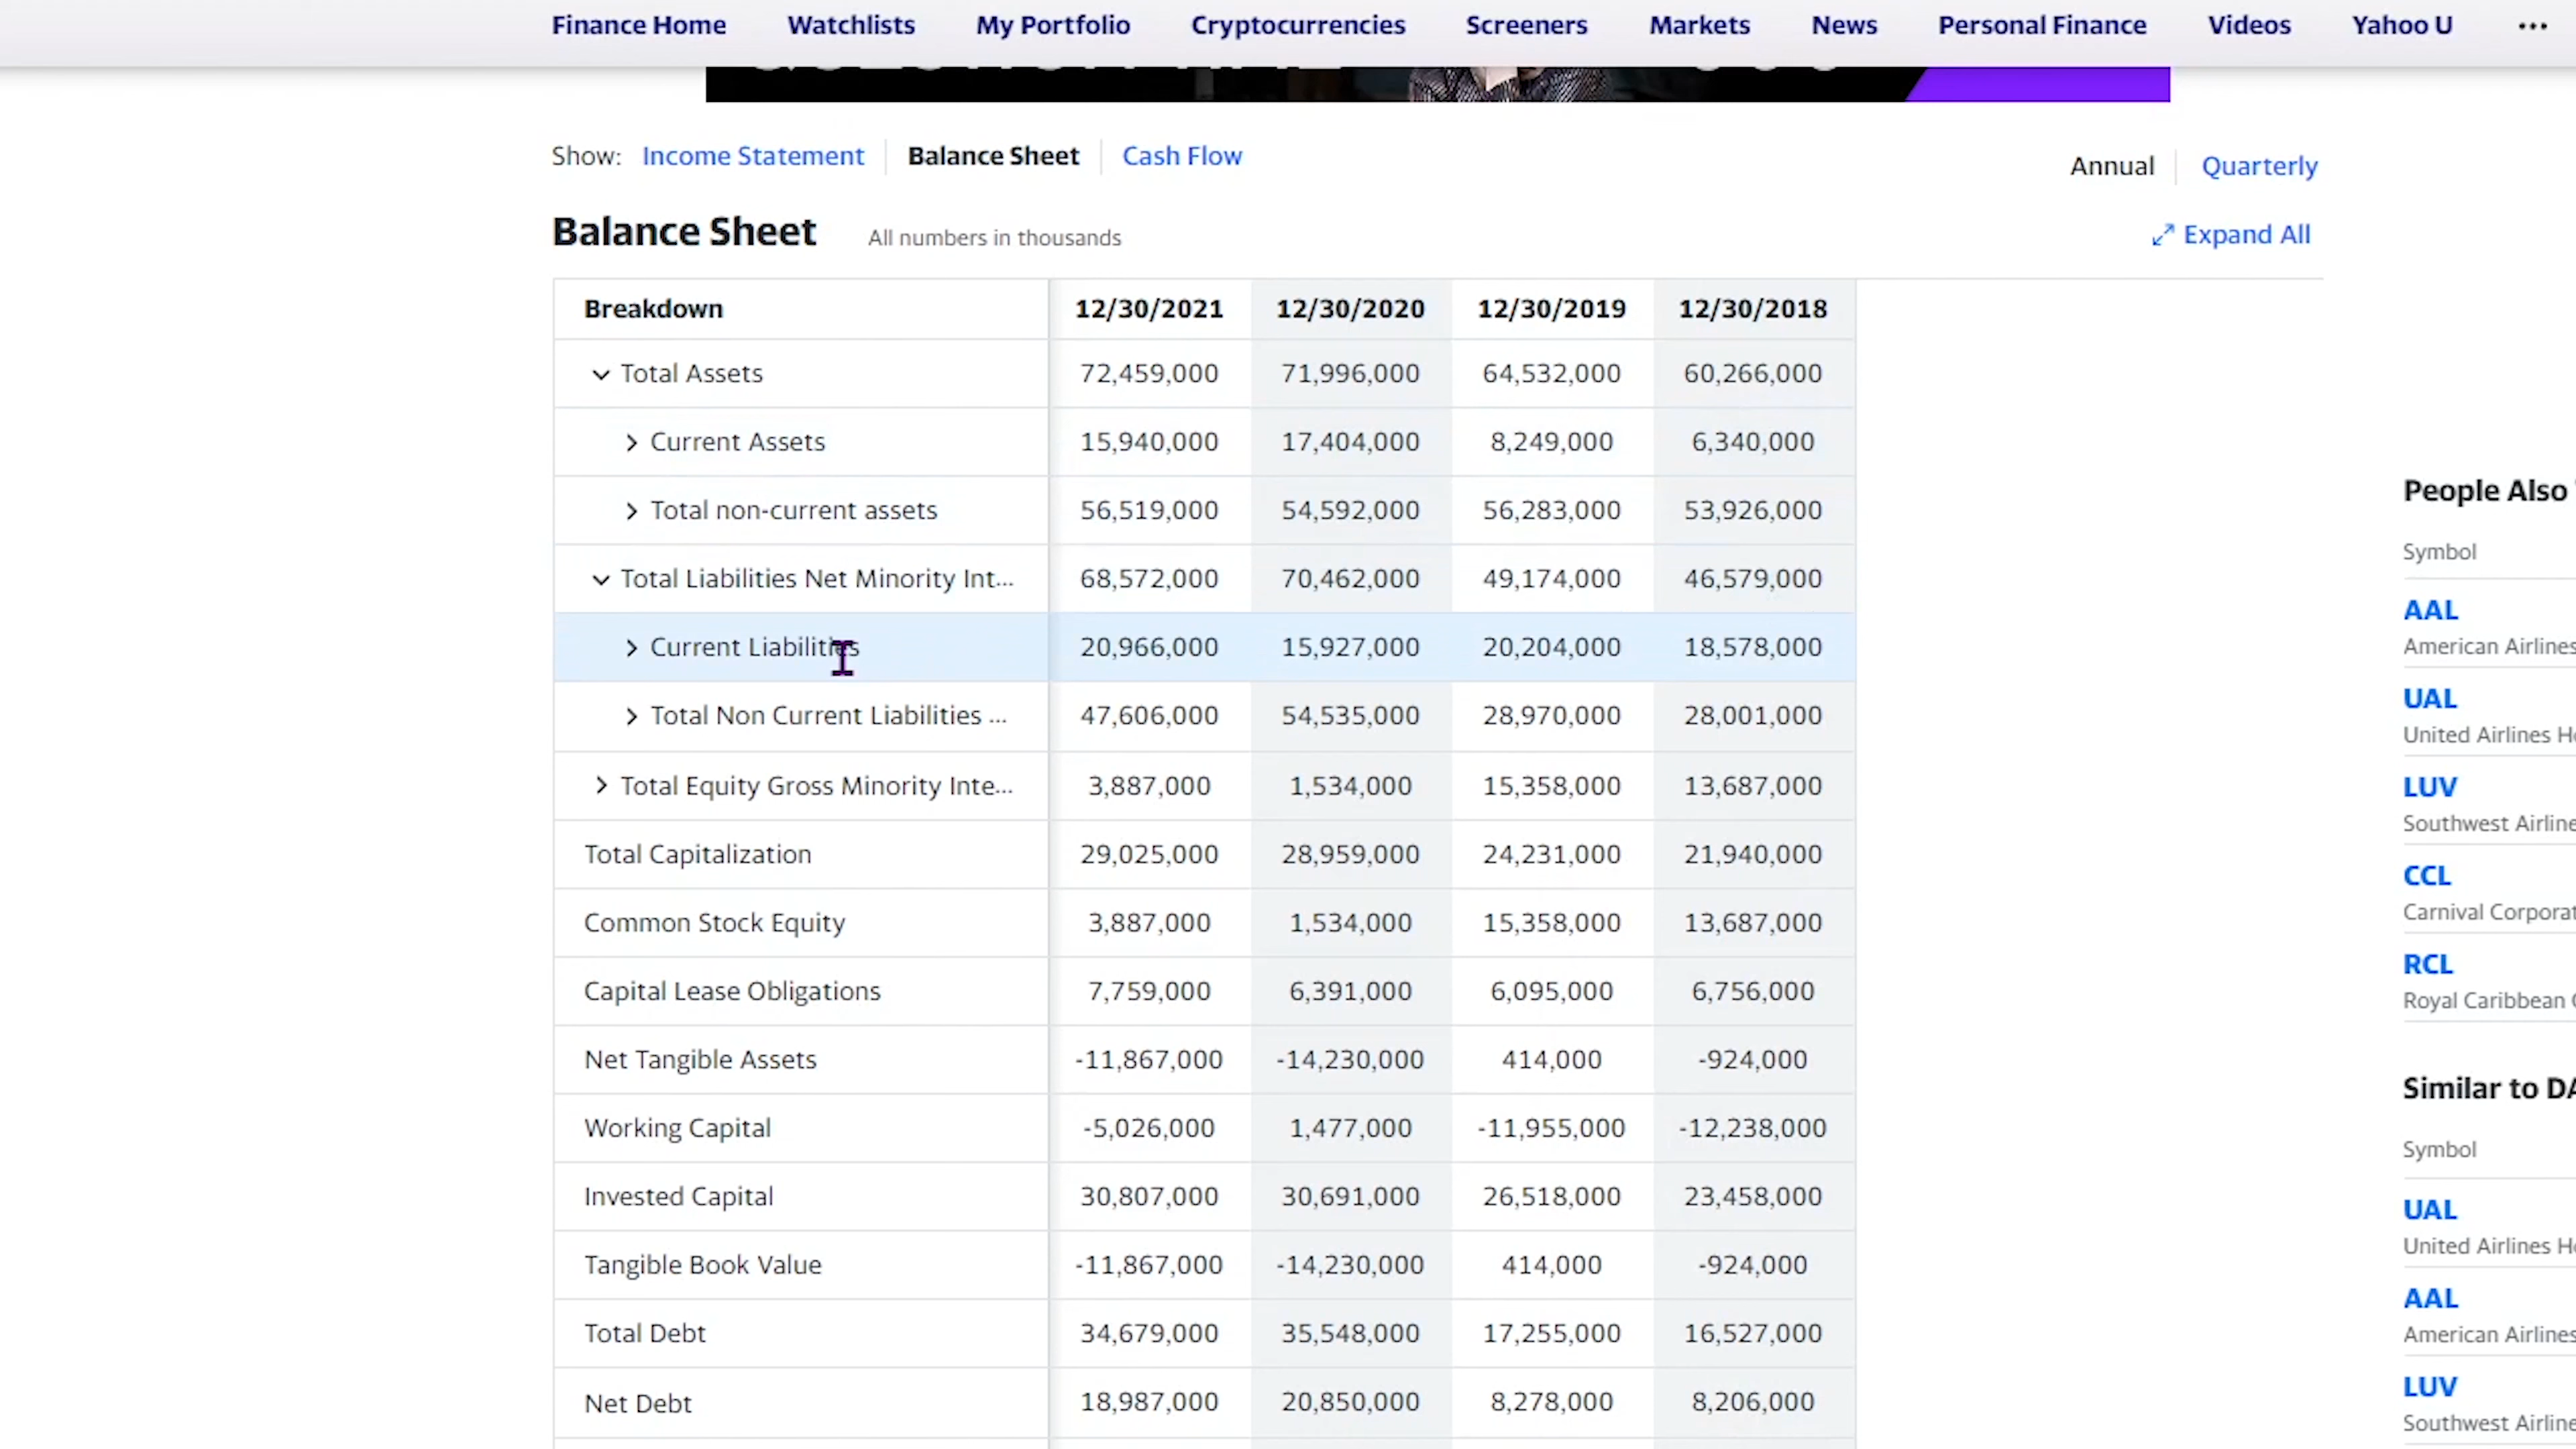 Finance Home Watchlists My Portfolio Cryptocurrencies Screeners Markets News Personal Finance Videos Yahoo U ...
Show: Income Statement Balance Sheet Cash Flow Annual Quarterly
Balance Sheet All numbers in thousands Expand All
Breakdown 12/30/2021 12/30/2020 12/30/2019 12/30/2018
Total Assets 72,459,000 71,996,000 64,532,000 60,266,000
Current Assets 15,940,000 17,404,000 8,249,000 6,340,000
Total non-current assets 56,519,000 54,592,000 56,283,000 53,926,000
Total Liabilities Net Minority Int... 68,572,000 70,462,000 49,174,000 46,579,000
Current Liabilities 20,966,000 15,927,000 20,204,000 18,578,000
Total Non Current Liabilities ... 47,606,000 54,535,000 28,970,000 28,001,000
Total Equity Gross Minority Inte... 3,887,000 1,534,000 15,358,000 13,687,000
Total Capitalization 29,025,000 28,959,000 24,231,000 21,940,000
Common Stock Equity 3,887,000 1,534,000 15,358,000 13,687,000
Capital Lease Obligations 7,759,000 6,391,000 6,095,000 6,756,000
Net Tangible Assets -11,867,000 -14,230,000 414,000 -924,000
Working Capital -5,026,000 1,477,000 -11,955,000 -12,238,000
Invested Capital 30,807,000 30,691,000 26,518,000 23,458,000
Tangible Book Value -11,867,000 -14,230,000 414,000 -924,000
Total Debt 34,679,000 35,548,000 17,255,000 16,527,000
Net Debt 18,987,000 20,850,000 8,278,000 8,206,000
People Also
Symbol
AAL
American Airlines
UAL
United Airlines H
LUV
Southwest Airline
CCL
Carnival Corporat
RCL
Royal Caribbean
Similar to DA
Symbol
UAL
United Airlines H
AAL
American Airlines
LUV
Southwest Airline